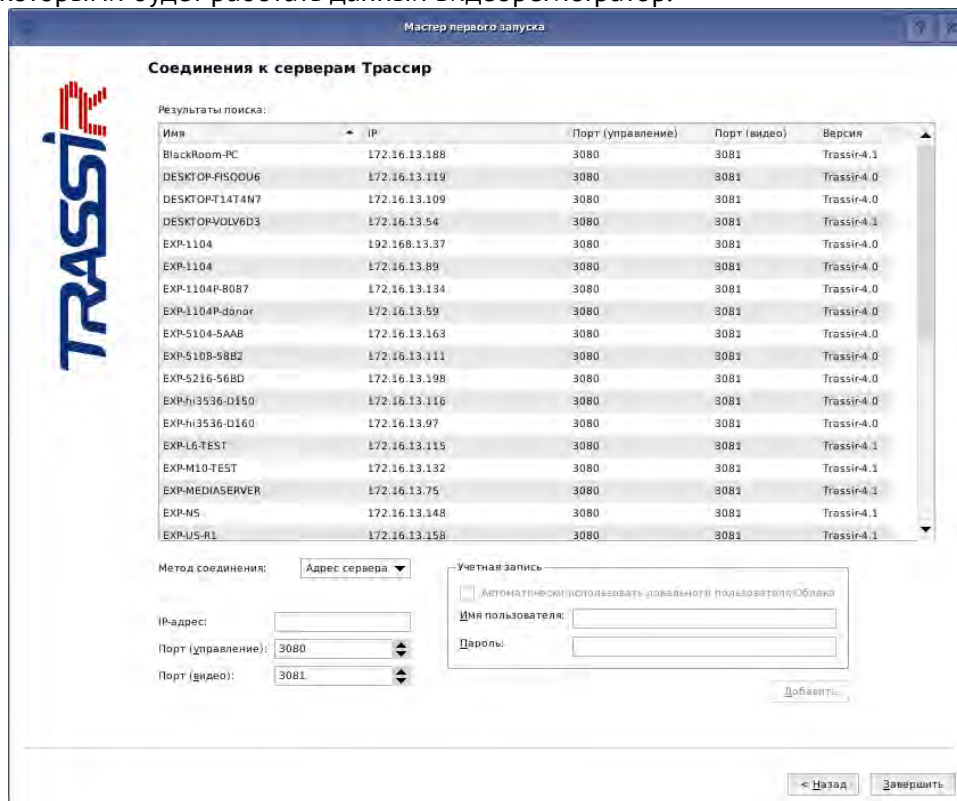 которыми будет работать данный видеорегистратор.
Мастер первого запуска
TRASSIR
Соединения к серверам Трассир
Результаты поиска:
Имя IP Порт (управление) Порт (видео) Версия
BlackRoom-PC 172.16.13.188 3080 3081 Trassir-4.1
DESKTOP-FISQOU6 172.16.13.119 3080 3081 Trassir-4.0
DESKTOP-T14T4N7 172.16.13.109 3080 3081 Trassir-4.0
DESKTOP-VOLV6D3 172.16.13.54 3080 3081 Trassir-4.1
EXP-1104 192.168.13.37 3080 3081 Trassir-4.0
EXP-1104 172.16.13.89 3080 3081 Trassir-4.0
EXP-1104P-8087 172.16.13.134 3080 3081 Trassir-4.0
EXP-1104P-donor 172.16.13.59 3080 3081 Trassir-4.0
EXP-5104-5AAB 172.16.13.163 3080 3081 Trassir-4.0
EXP-5108-58B2 172.16.13.111 3080 3081 Trassir-4.0
EXP-5216-56BD 172.16.13.198 3080 3081 Trassir-4.0
EXP-hi3536-D150 172.16.13.116 3080 3081 Trassir-4.0
EXP-hi3536-D160 172.16.13.97 3080 3081 Trassir-4.0
EXP-L6-TEST 172.16.13.115 3080 3081 Trassir-4.1
EXP-M10-TEST 172.16.13.132 3080 3081 Trassir-4.1
EXP-MEDIASERVER 172.16.13.75 3080 3081 Trassir-4.1
EXP-NS 172.16.13.148 3080 3081 Trassir-4.1
EXP-US-R1 172.16.13.158 3080 3081 Trassir-4.1
Метод соединения: Адрес сервера
IP-адрес:
Порт (управление): 3080
Порт (видео): 3081
Учетная запись
Автоматически использовать локального пользователя Облака
Имя пользователя:
Пароль:
Добавить...
< Назад Завершить